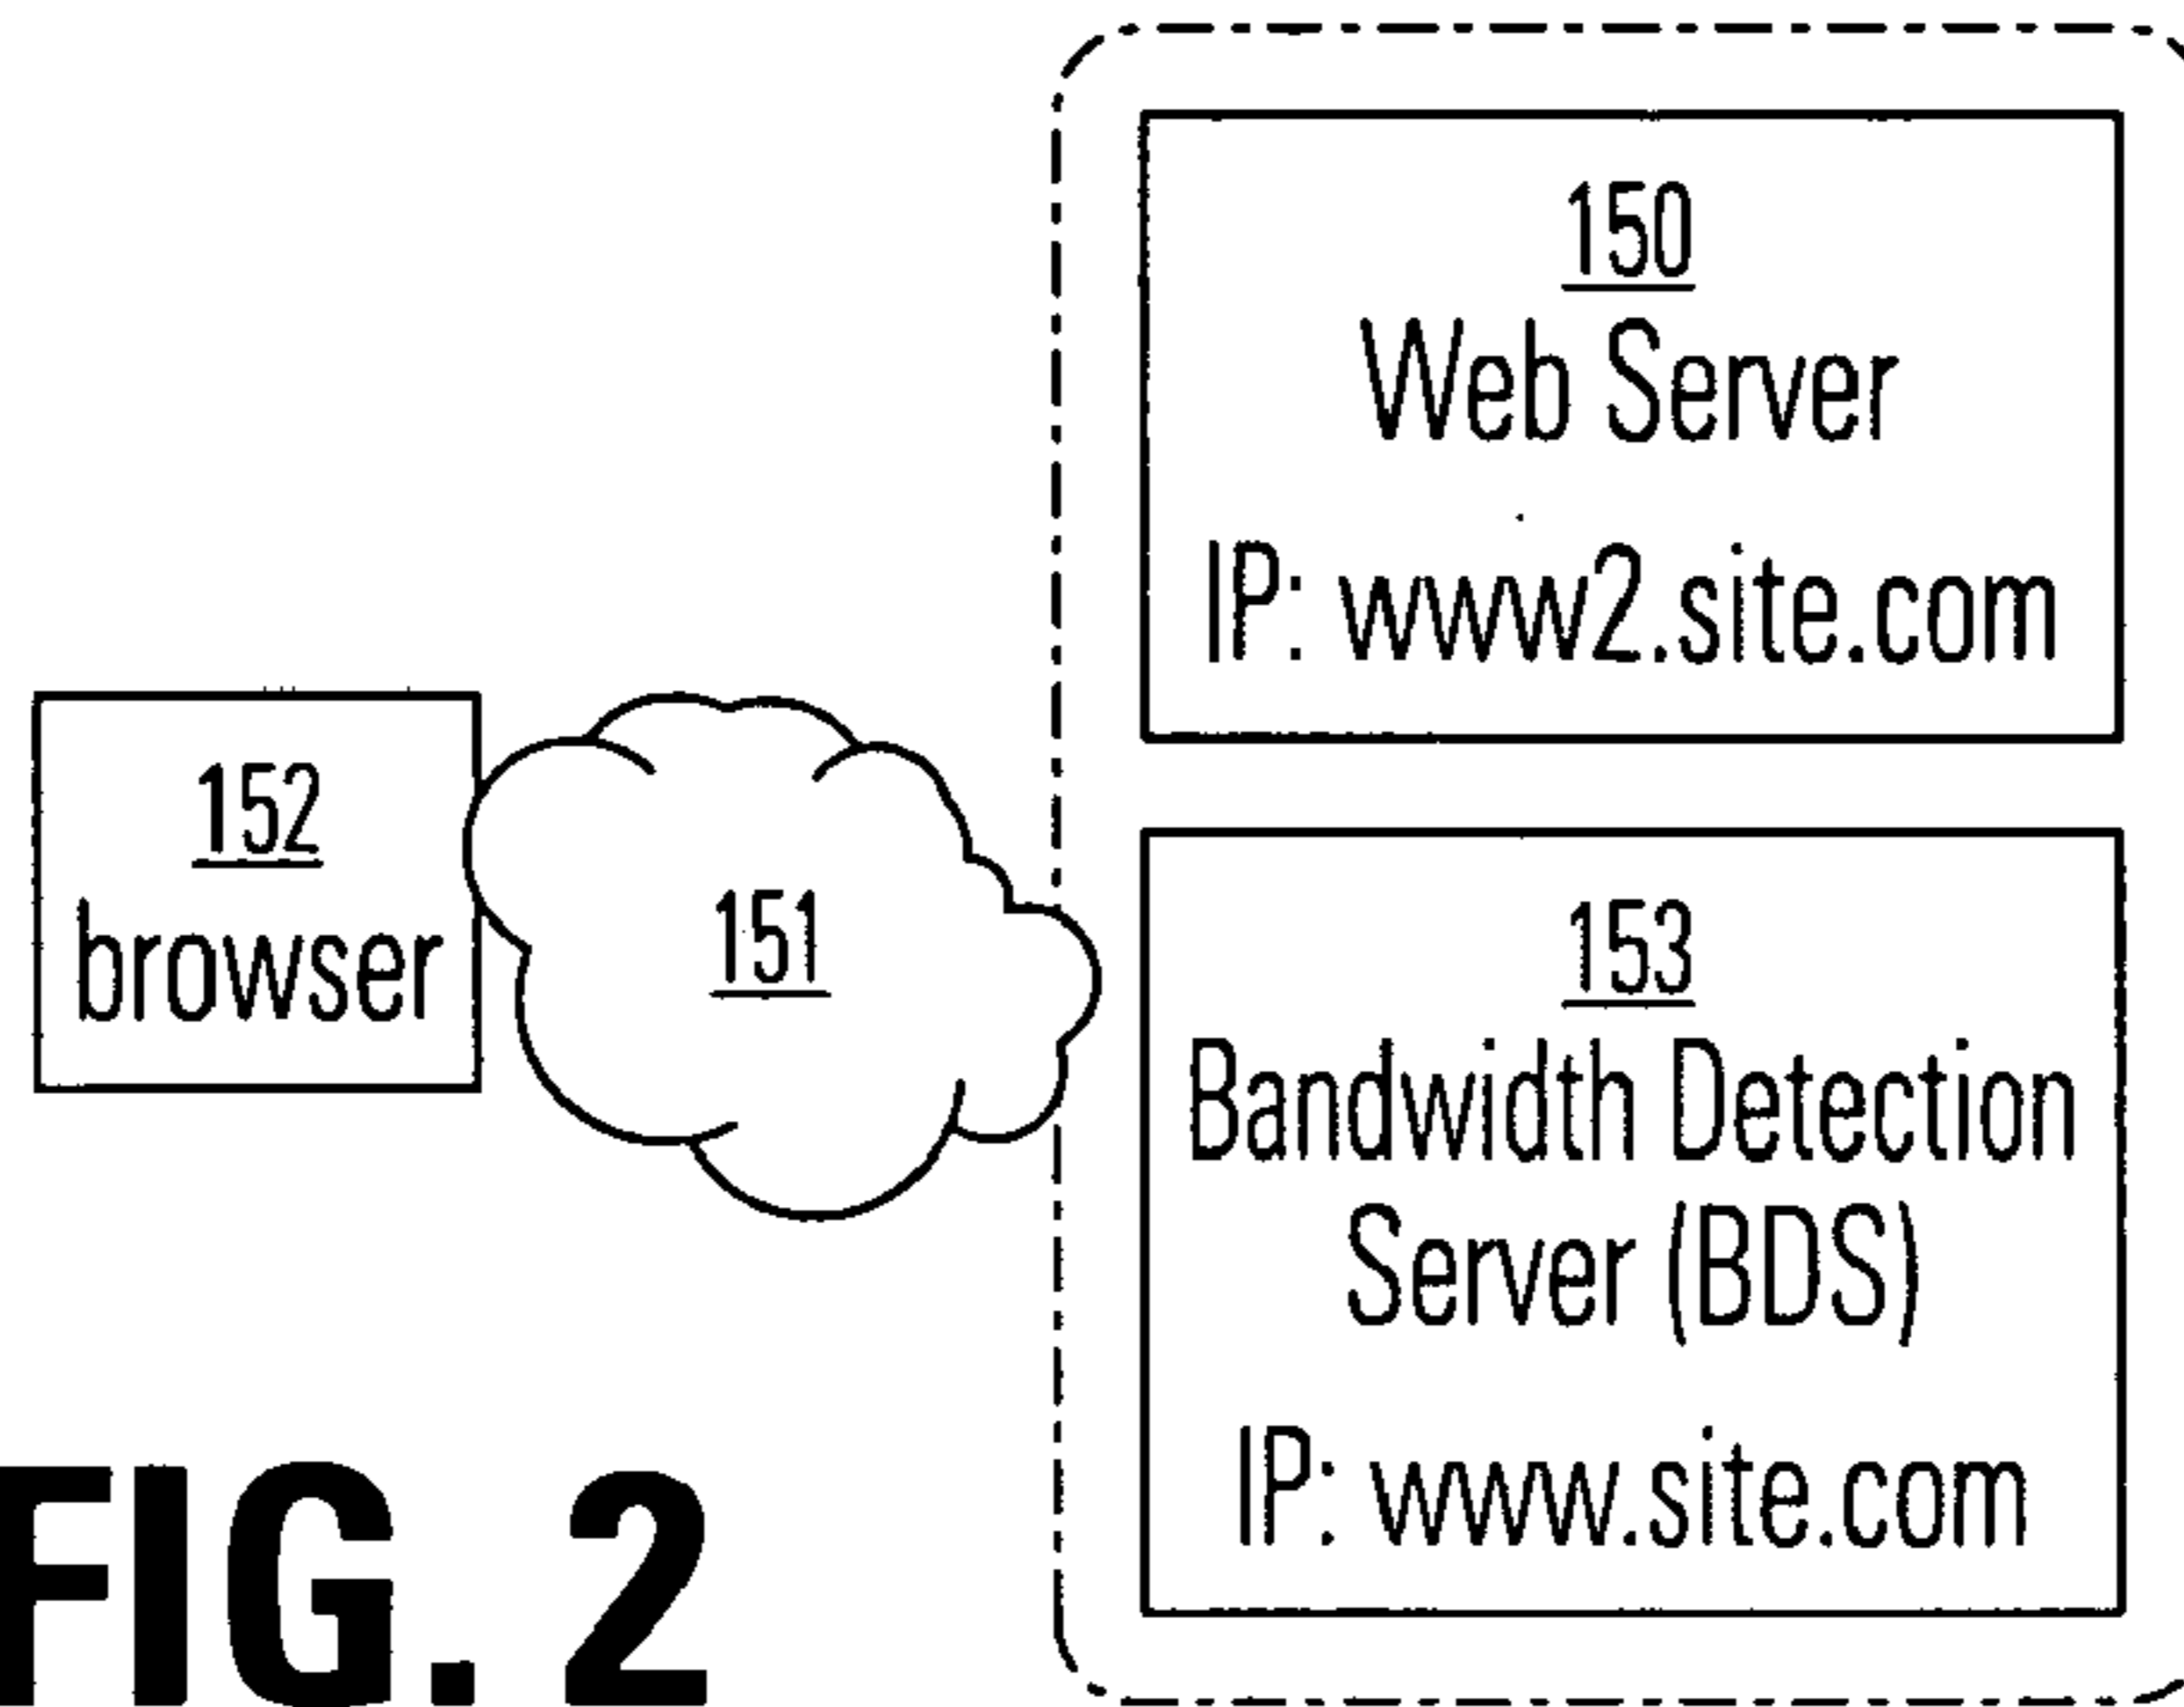 150
Web Server
IP: www2.site.com
152
browser
151
153
Bandwidth Detection
Server (BDS)
IP: www.site.com
FIG. 2